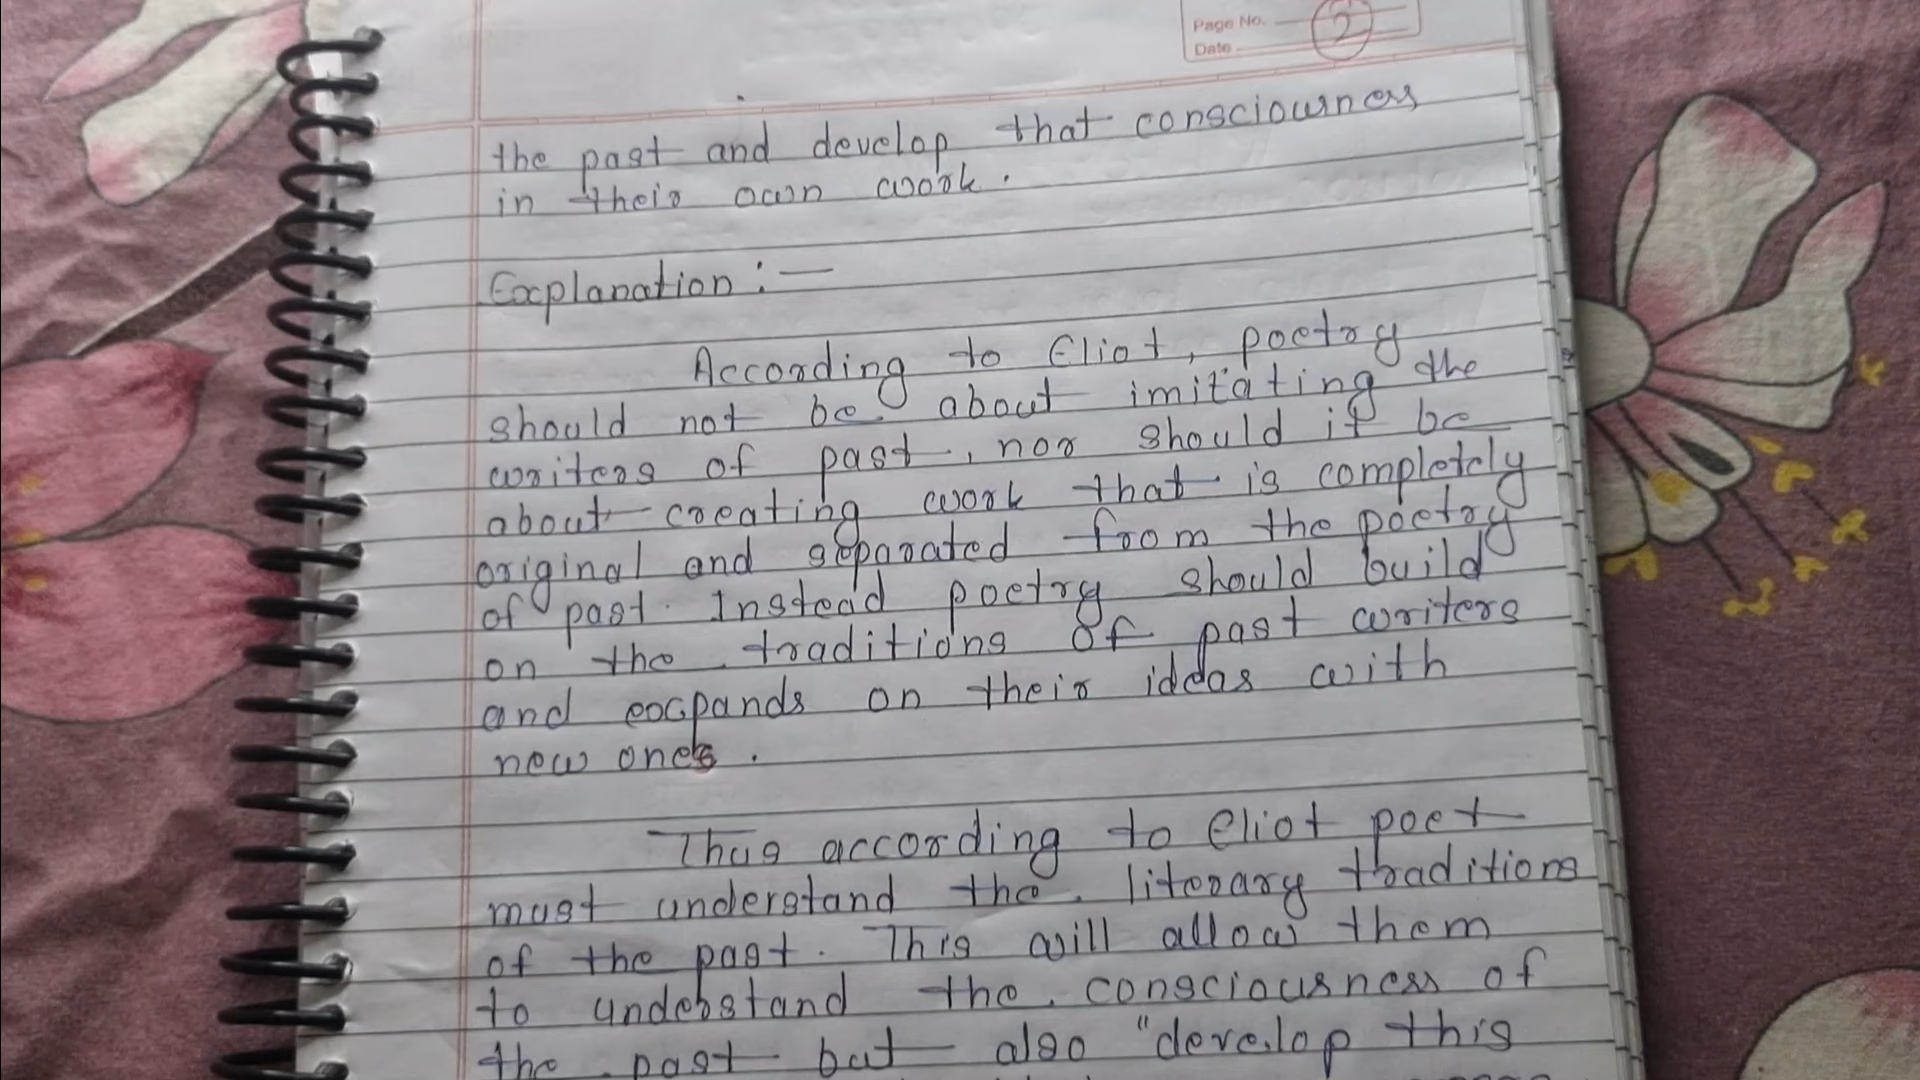 Page No.
2
Date
the past and develop that consciousness
in their own work.
Explanation :—
According to Eliot, poetry
should not be about imitating the
writers of past, nor should it be
about creating work that is completely
original and separated from the poetry
of past. Instead poetry should build
on the traditions of past writers
and expands on their ideas with
new ones.
Thus according to Eliot poet
must understand the literary traditions
of the past. This will allow them
to understand the consciousness of
the past but also "develop this